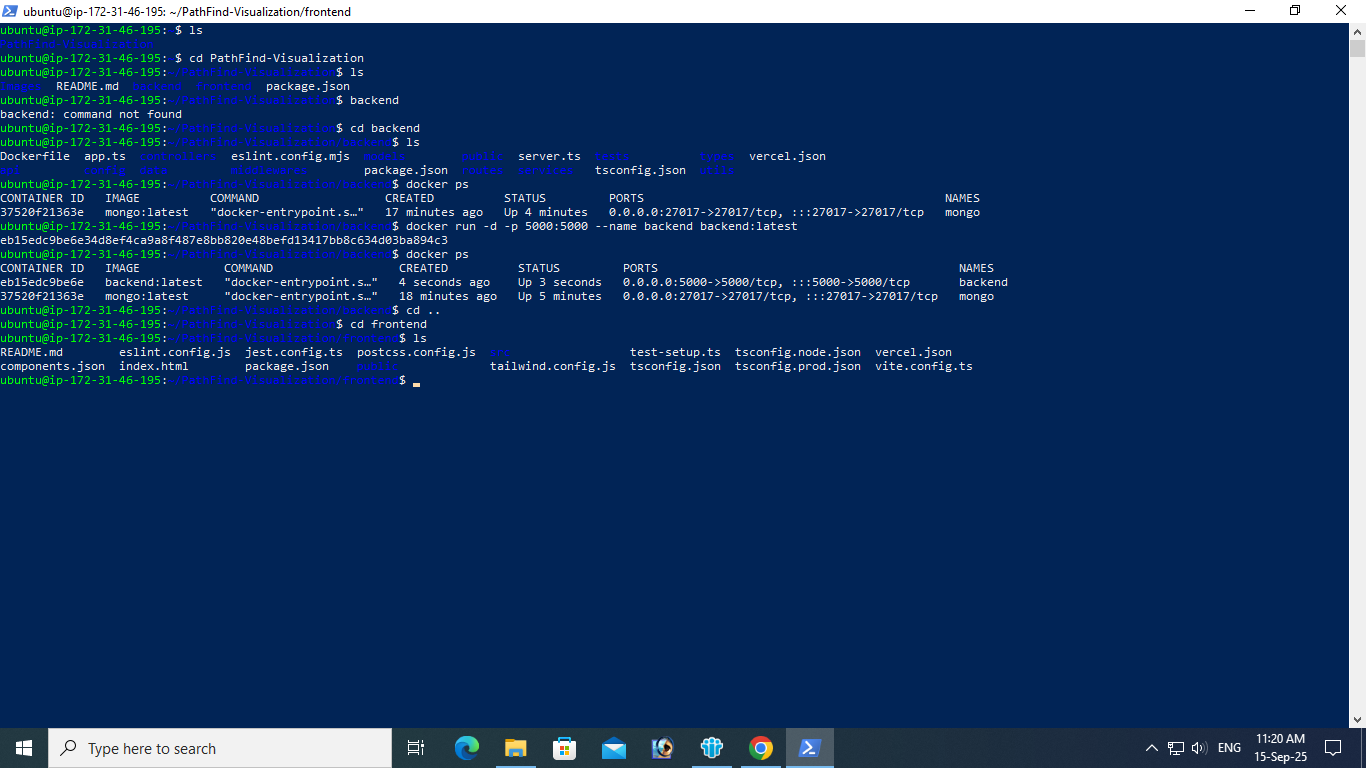 ubuntu@ip-172-31-46-195: ~/PathFind-Visualization/frontend
ubuntu@ip-172-31-46-195: $ ls
PathFind-Visualization
ubuntu@ip-172-31-46-195: $ cd PathFind-Visualization
ubuntu@ip-172-31-46-195:~/PathFind-Visualization$ ls
Images README.md backend frontend package.json
ubuntu@ip-172-31-46-195:~/PathFind-Visualization$ backend
backend: command not found
ubuntu@ip-172-31-46-195:~/PathFind-Visualization$ cd backend
ubuntu@ip-172-31-46-195:~/PathFind-Visualization/backend$ ls
Dockerfile app.ts controllers eslint.config.mjs models server.ts tests types vercel.json
api config middlewares package.json routes services tsconfig.json utils
ubuntu@ip-172-31-46-195:~/PathFind-Visualization/backend$ docker ps
CONTAINER ID IMAGE COMMAND CREATED STATUS PORTS NAMES
37520f21363e mongo:latest "docker-entrypoint.s…" 17 minutes ago Up 4 minutes 0.0.0.0:27017->27017/tcp, :::27017->27017/tcp mongo
ubuntu@ip-172-31-46-195:~/PathFind-Visualization/backend$ docker run -d -p 5000:5000 --name backend backend:latest
eb15edc9be6e34d8ef4ca9a8f487e8bb820e48befd13417bb8c634d03ba894c3
ubuntu@ip-172-31-46-195:~/PathFind-Visualization/backend$ docker ps
CONTAINER ID IMAGE COMMAND CREATED STATUS PORTS NAMES
eb15edc9be6e backend:latest "docker-entrypoint.s…" 4 seconds ago Up 3 seconds 0.0.0.0:5000->5000/tcp, :::5000->5000/tcp backend
37520f21363e mongo:latest "docker-entrypoint.s…" 18 minutes ago Up 5 minutes 0.0.0.0:27017->27017/tcp, :::27017->27017/tcp mongo
ubuntu@ip-172-31-46-195:~/PathFind-Visualization/backend$ cd ..
ubuntu@ip-172-31-46-195:~/PathFind-Visualization$ cd frontend
ubuntu@ip-172-31-46-195:~/PathFind-Visualization/frontend$ ls
README.md eslint.config.js jest.config.ts postcss.config.js src test-setup.ts tsconfig.node.json vercel.json
components.json index.html package.json public tailwind.config.js tsconfig.json tsconfig.prod.json vite.config.ts
ubuntu@ip-172-31-46-195:~/PathFind-Visualization/frontend$
Type here to search
ENG
11:20 AM
15-Sep-25